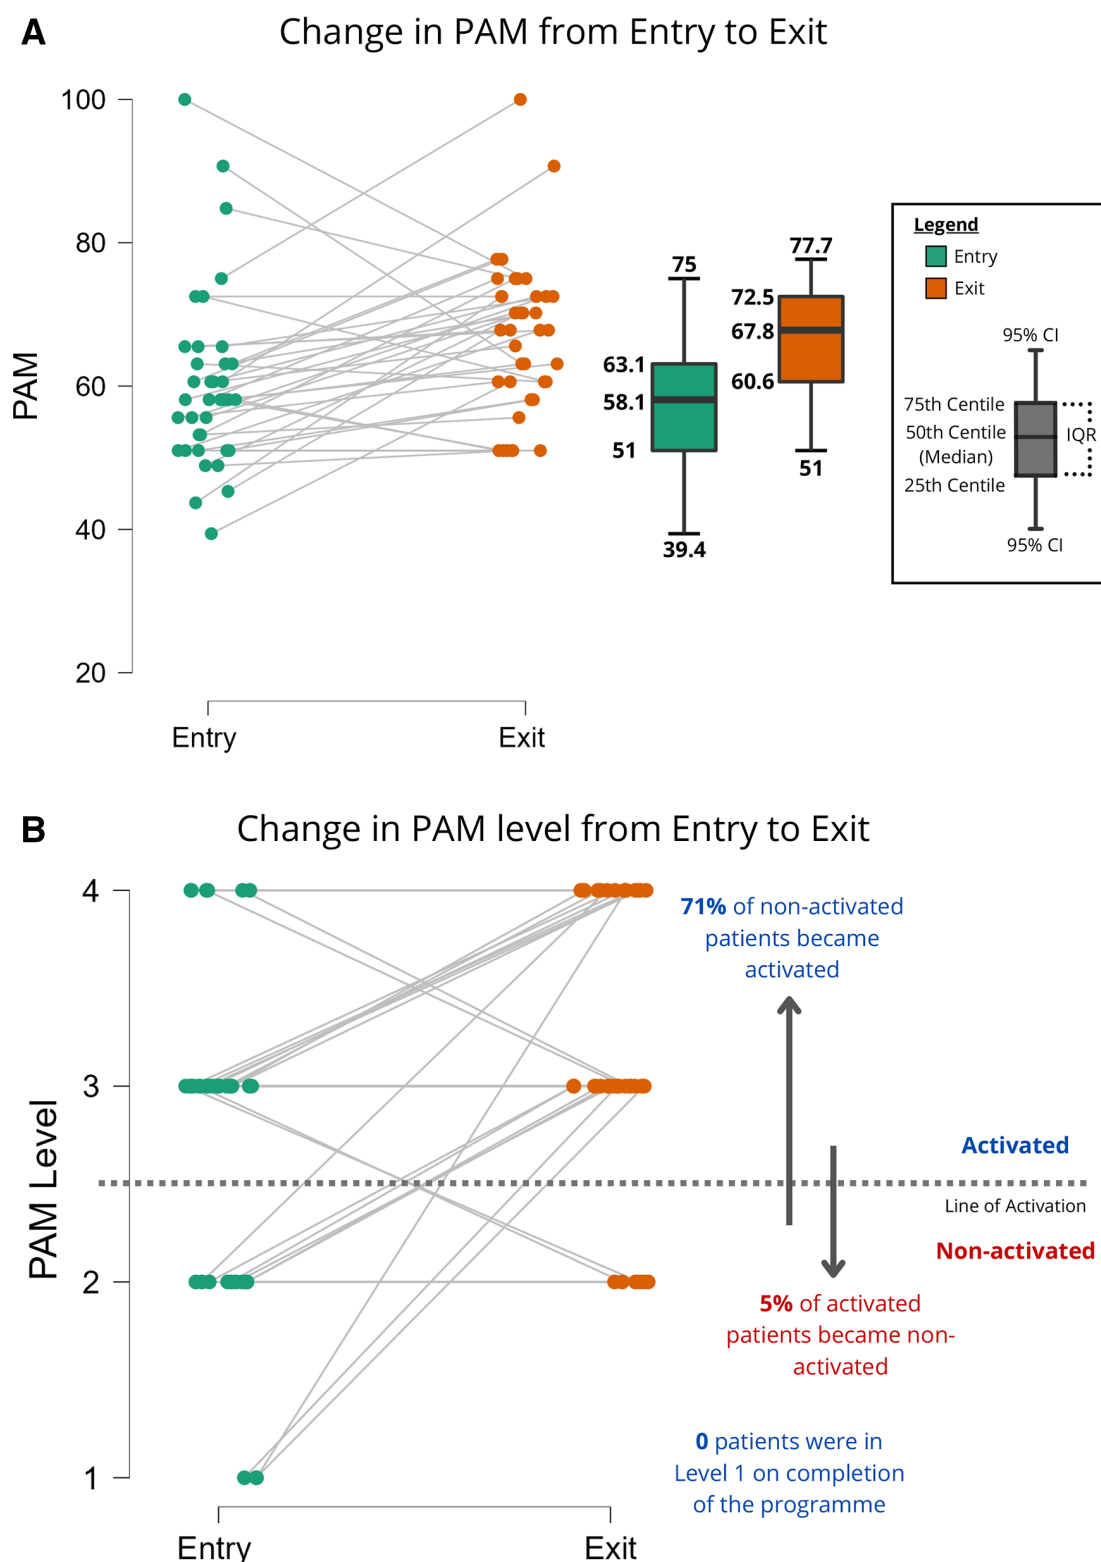 A
Change in PAM from Entry to Exit
100
80
60
40
20
PAM
Entry
Exit
75
63.1
58.1
51
39.4
77.7
72.5
67.8
60.6
51
Legend
Entry
Exit
95% CI
75th Centile
50th Centile
(Median)
25th Centile
IQR
95% CI
B
Change in PAM level from Entry to Exit
4
3
2
1
PAM Level
Entry
Exit
71% of non-activated
patients became
activated
Activated
Line of Activation
Non-activated
5% of activated
patients became non-
activated
0 patients were in
Level 1 on completion
of the programme